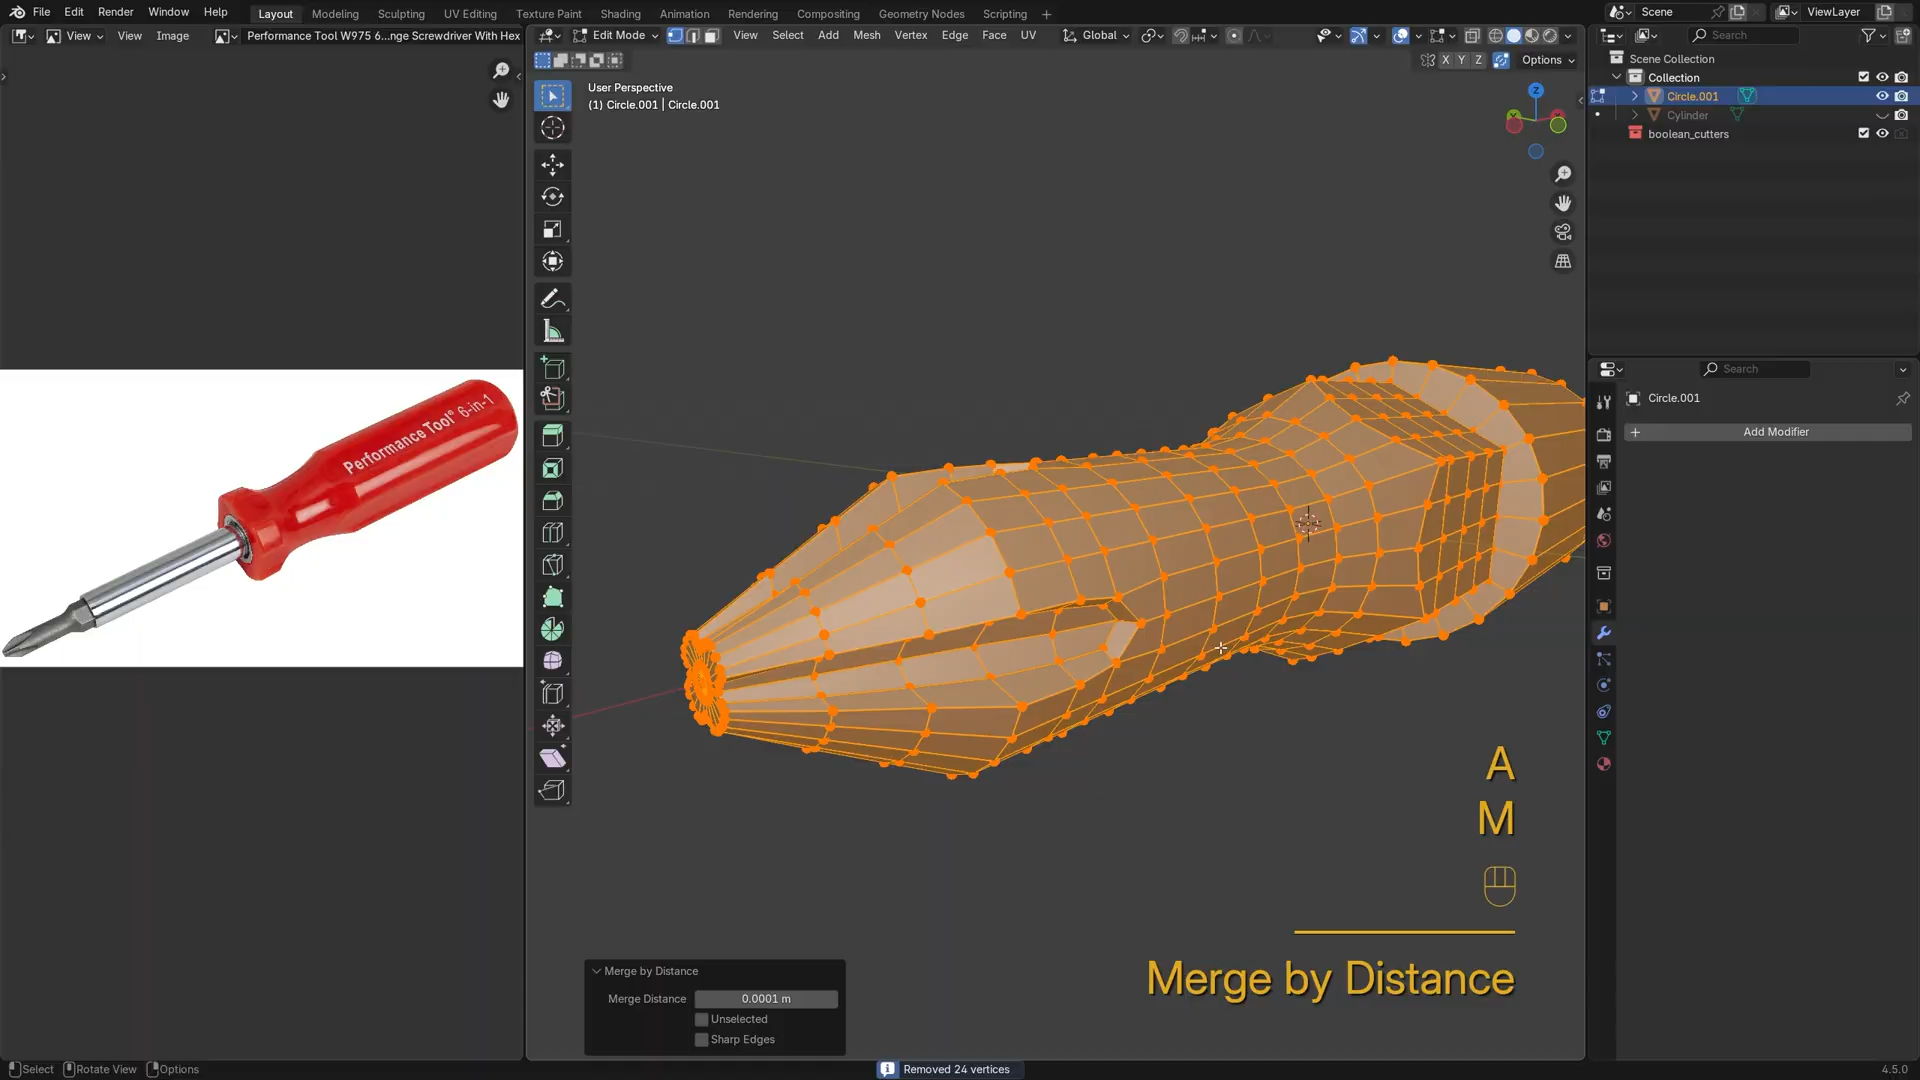 File Edit Render Window Help
Layout Modeling Sculpting UV Editing Texture Paint Shading Animation Rendering Compositing Geometry Nodes Scripting +
Scene
ViewLayer
View View Image Performance Tool W975 6...nge Screwdriver With Hex
Edit Mode View Select Add Mesh Vertex Edge Face UV Global
Search
X Y Z Options
User Perspective
(1) Circle.001 | Circle.001
Z
Scene Collection
Collection
Circle.001
Cylinder
boolean_cutters
Search
Circle.001
+ Add Modifier
Performance Tool® 6-in-1
A
M
Merge by Distance
Merge by Distance
Merge Distance 0.0001 m
Unselected
Sharp Edges
Select Rotate View Options
Removed 24 vertices
4.5.0